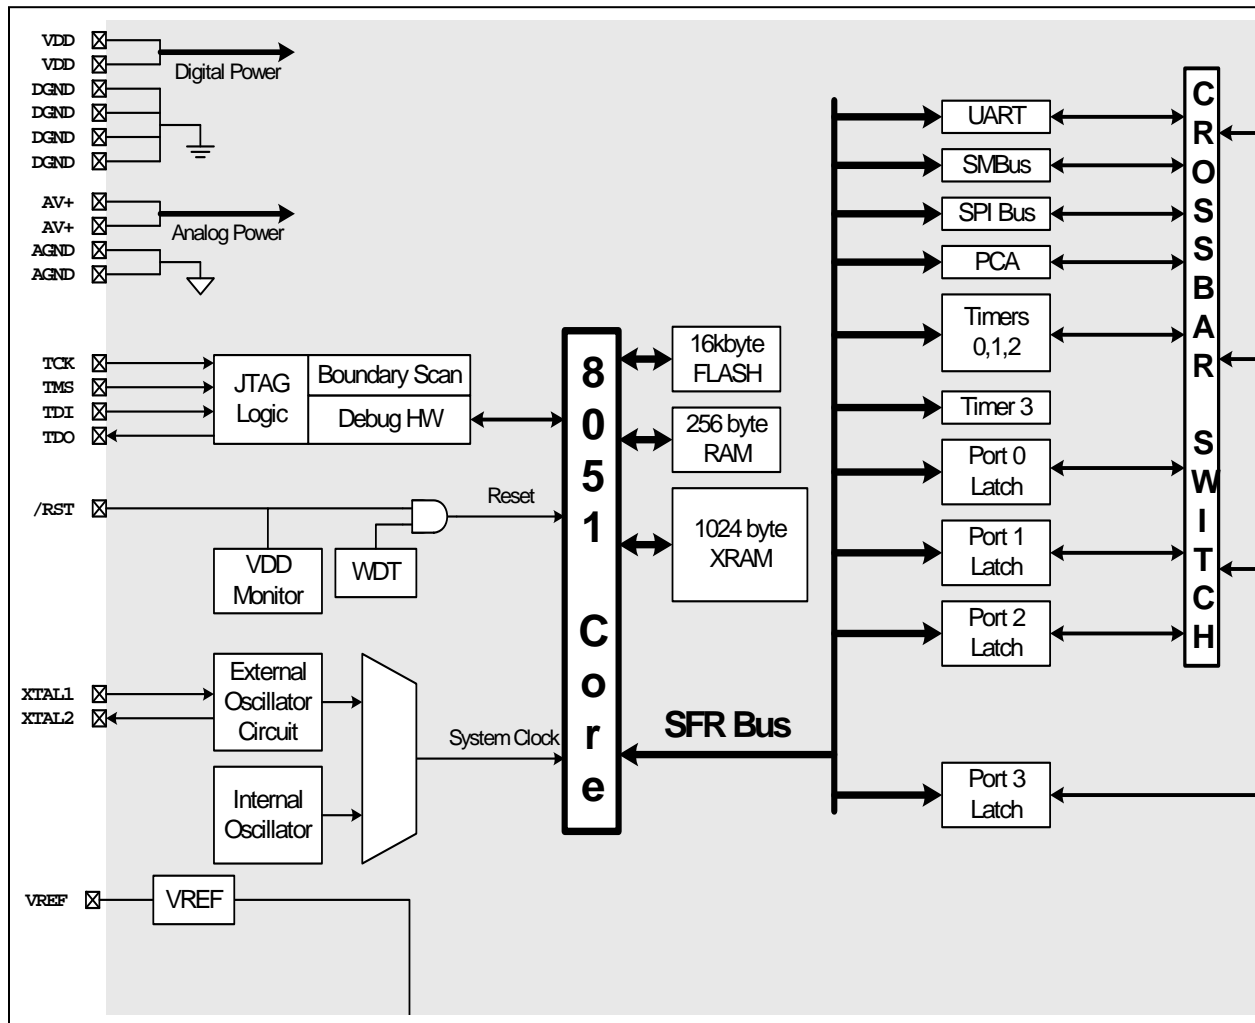 VDD
VDD
Digital Power
DGND
DGND
DGND
DGND
AV+
AV+
Analog Power
AGND
AGND
TCK
TMS
TDI
TDO
JTAG
Logic
Boundary Scan
Debug HW
/RST
Reset
VDD
Monitor
WDT
XTAL1
XTAL2
External
Oscillator
Circuit
System Clock
Internal
Oscillator
VREF
VREF
8051 Core
16kbyte
FLASH
256 byte
RAM
1024 byte
XRAM
SFR Bus
UART
SMBus
SPI Bus
PCA
Timers
0,1,2
Timer 3
Port 0
Latch
Port 1
Latch
Port 2
Latch
Port 3
Latch
CROSSBAR SWITCH